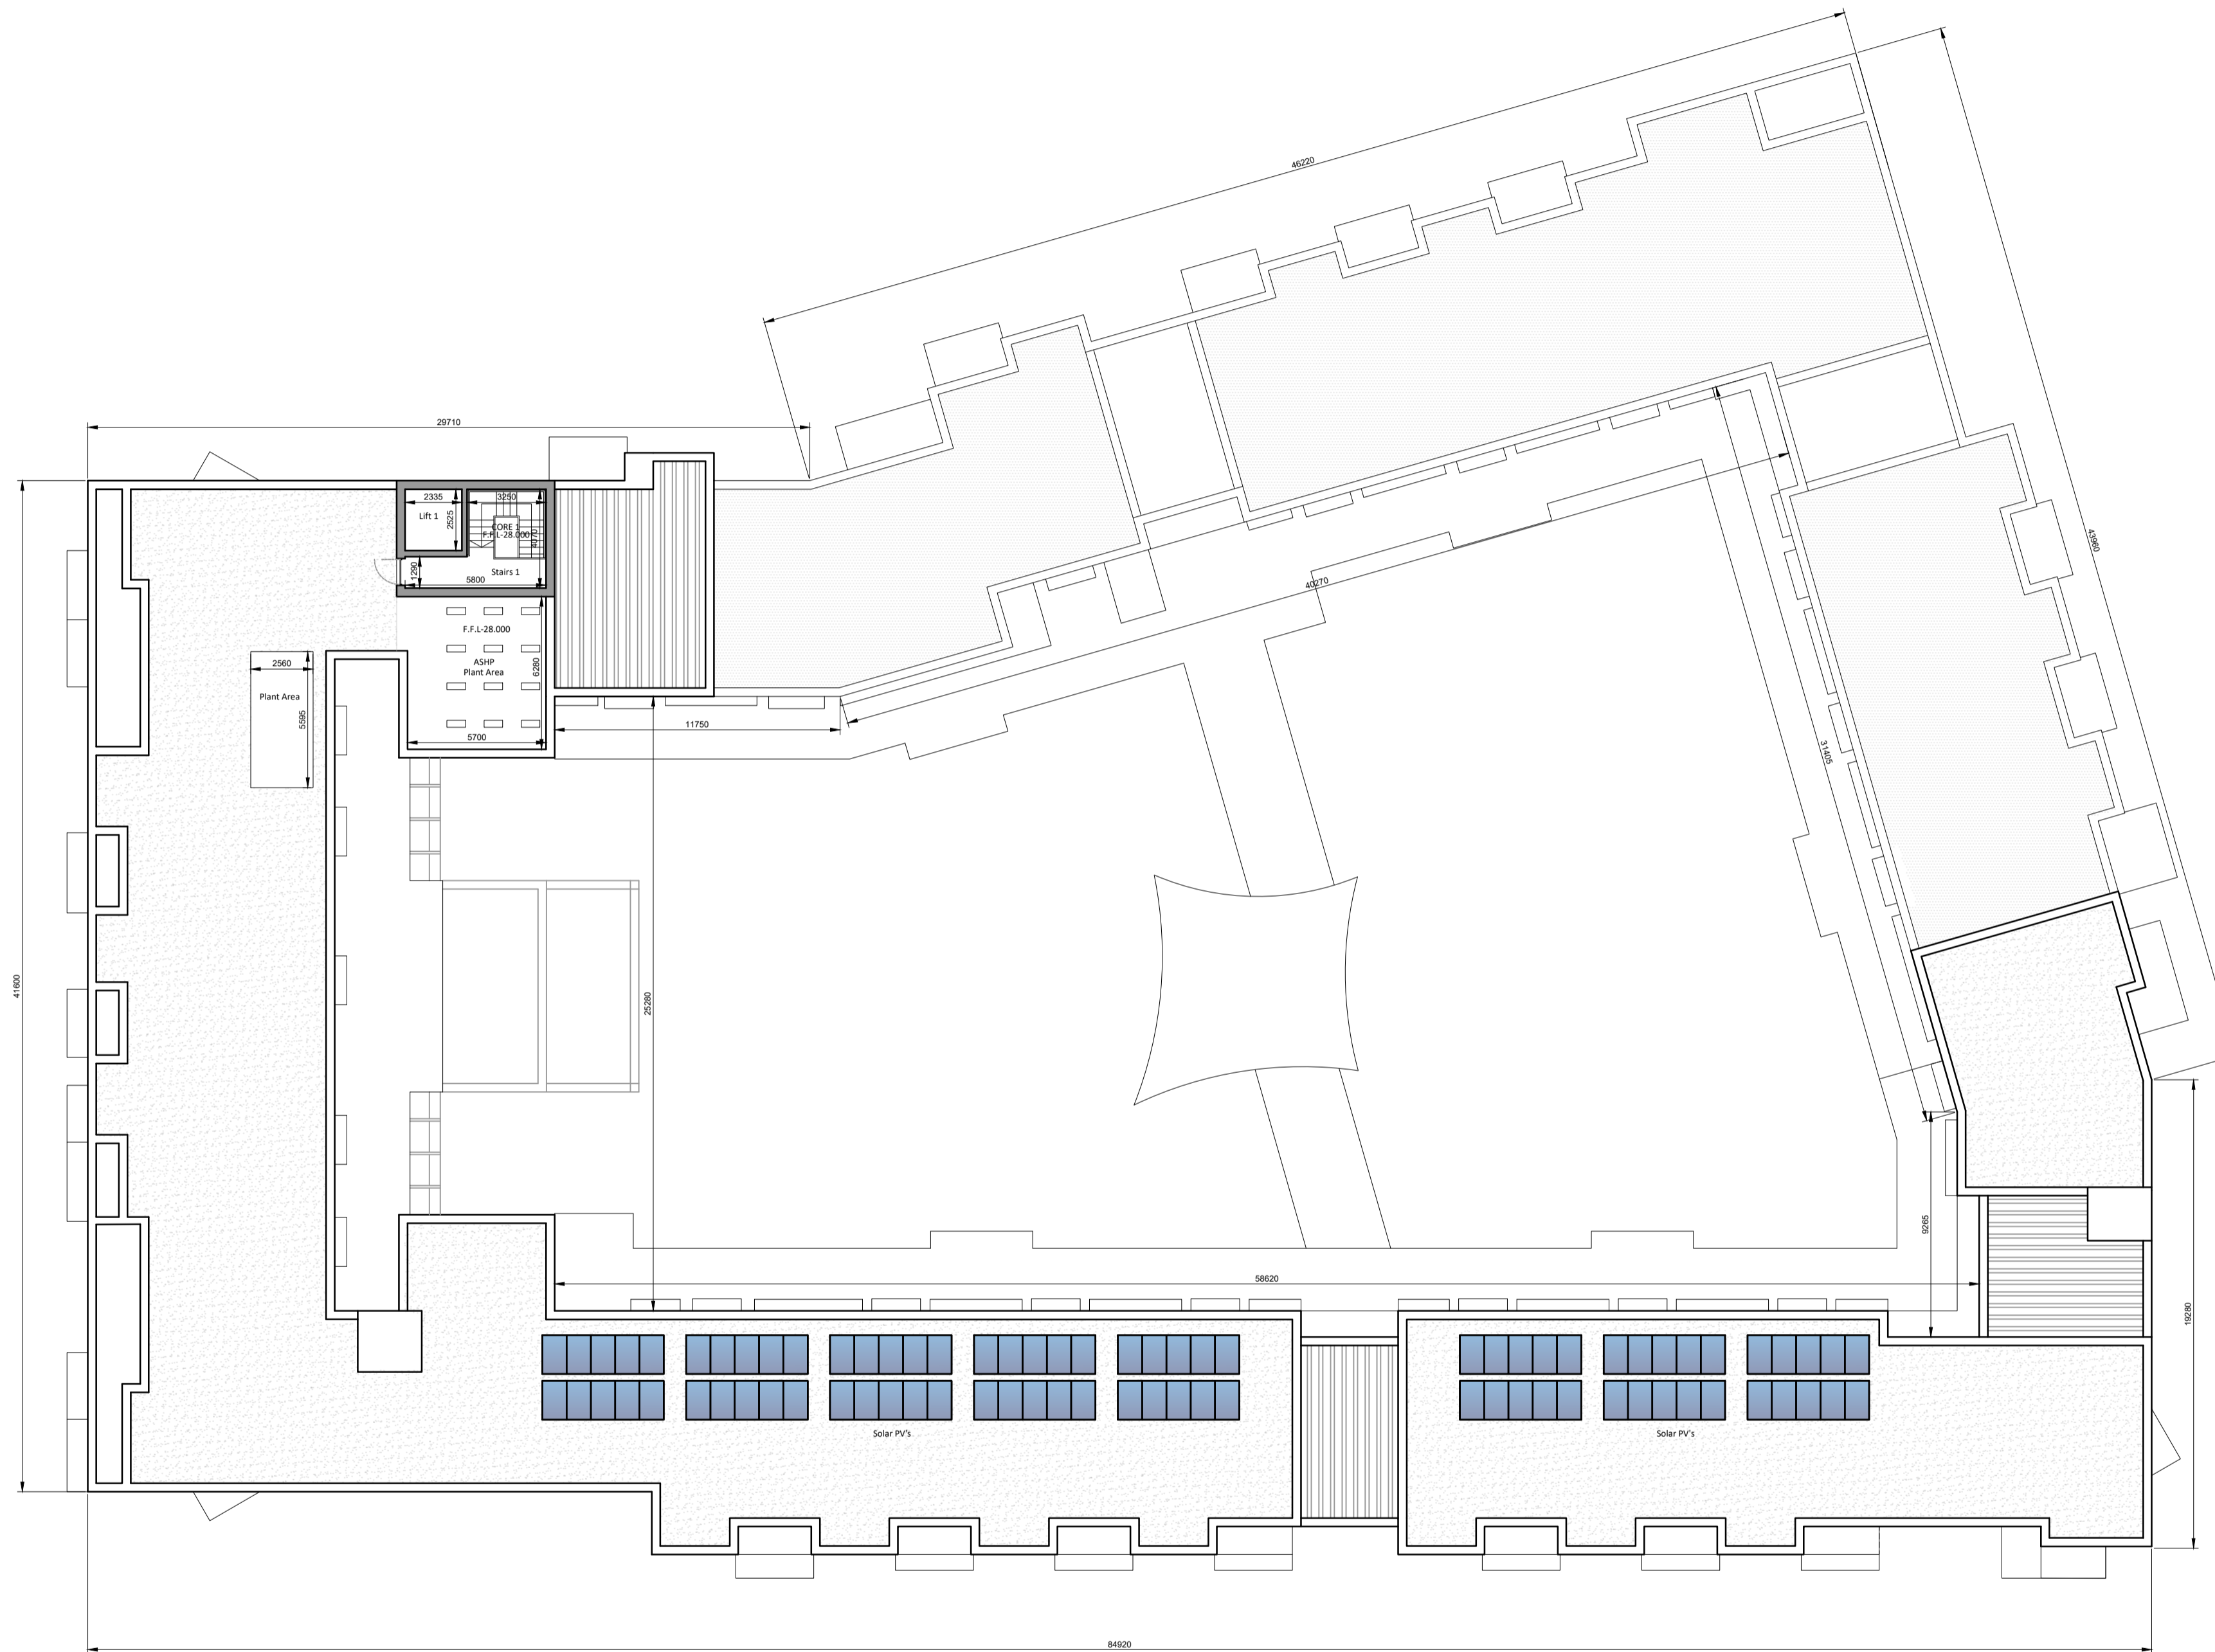 46220
29710
2335
3250
Lift 1
2525
CORE 1
F.F.L-28.000
4070
1290
Stairs 1
5800
43960
40270
F.F.L-28.000
2560
ASHP
Plant Area
6280
Plant Area
5595
11750
5700
31405
41600
25280
9265
58620
19280
Solar PV's
Solar PV's
84920